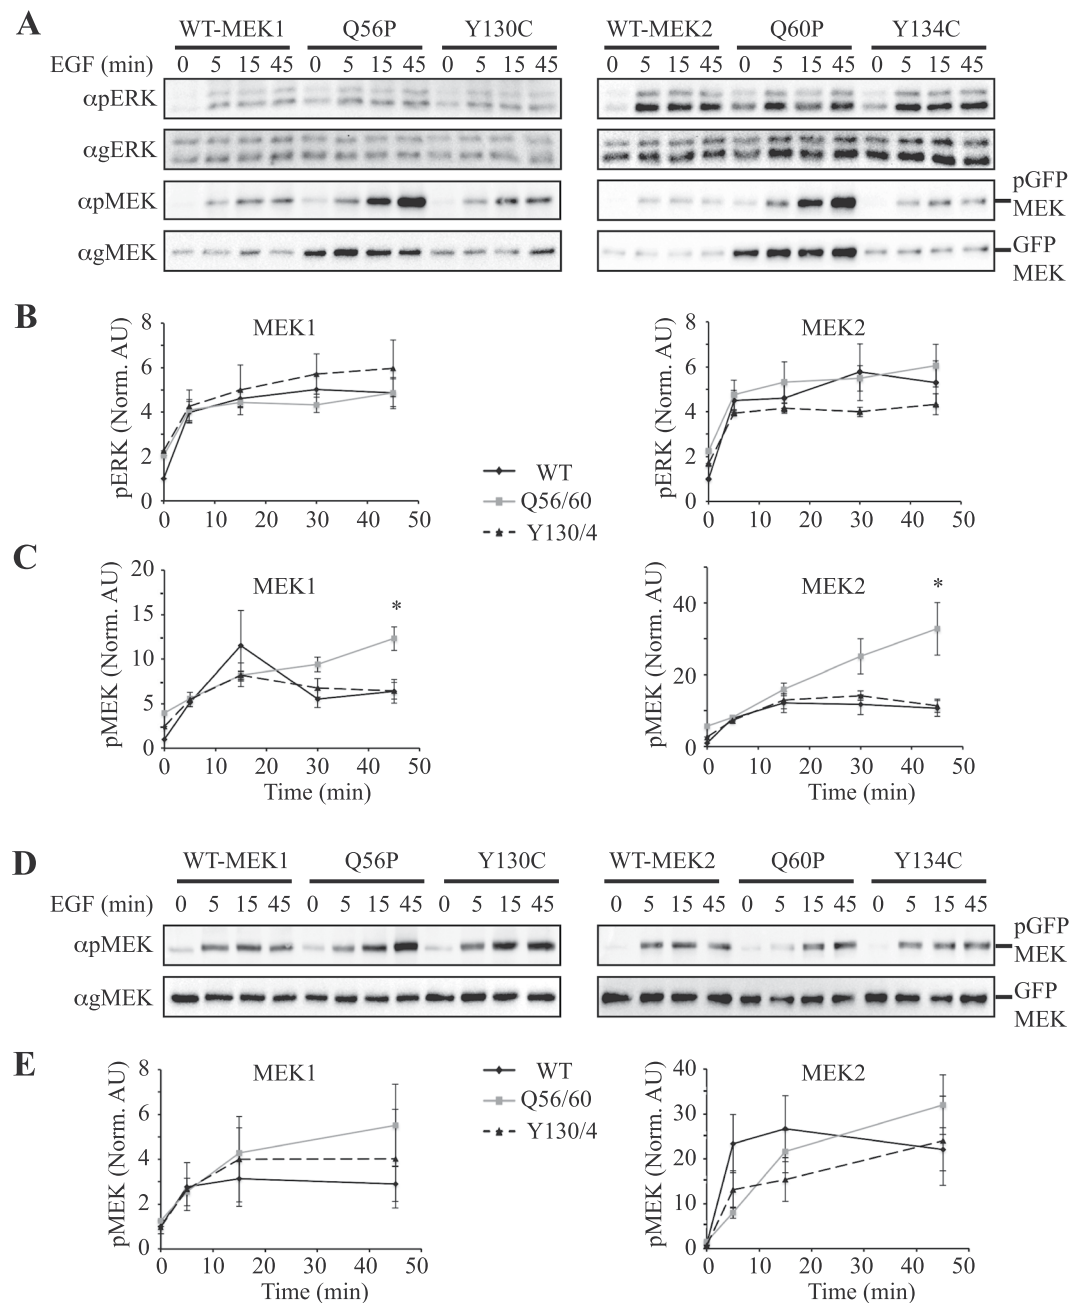 A
WT-MEK1 Q56P Y130C WT-MEK2 Q60P Y134C
EGF (min) 0 5 15 45 0 5 15 45 0 5 15 45 0 5 15 45 0 5 15 45 0 5 15 45
αpERK
αgERK
αpMEK
pGFP
MEK
αgMEK
GFP
MEK
B
MEK1
pERK (Norm. AU)
8
6
4
2
0
0 10 20 30 40 50
WT
Q56/60
Y130/4
MEK2
pERK (Norm. AU)
8
6
4
2
0
0 10 20 30 40 50
C
MEK1
pMEK (Norm. AU)
20
15
10
5
0
*
0 10 20 30 40 50
Time (min)
MEK2
pMEK (Norm. AU)
40
20
0
*
0 10 20 30 40 50
Time (min)
D
WT-MEK1 Q56P Y130C WT-MEK2 Q60P Y134C
EGF (min) 0 5 15 45 0 5 15 45 0 5 15 45 0 5 15 45 0 5 15 45 0 5 15 45
αpMEK
pGFP
MEK
αgMEK
GFP
MEK
E
MEK1
pMEK (Norm. AU)
8
6
4
2
0
0 10 20 30 40 50
Time (min)
WT
Q56/60
Y130/4
MEK2
pMEK (Norm. AU)
40
30
20
10
0
0 10 20 30 40 50
Time (min)